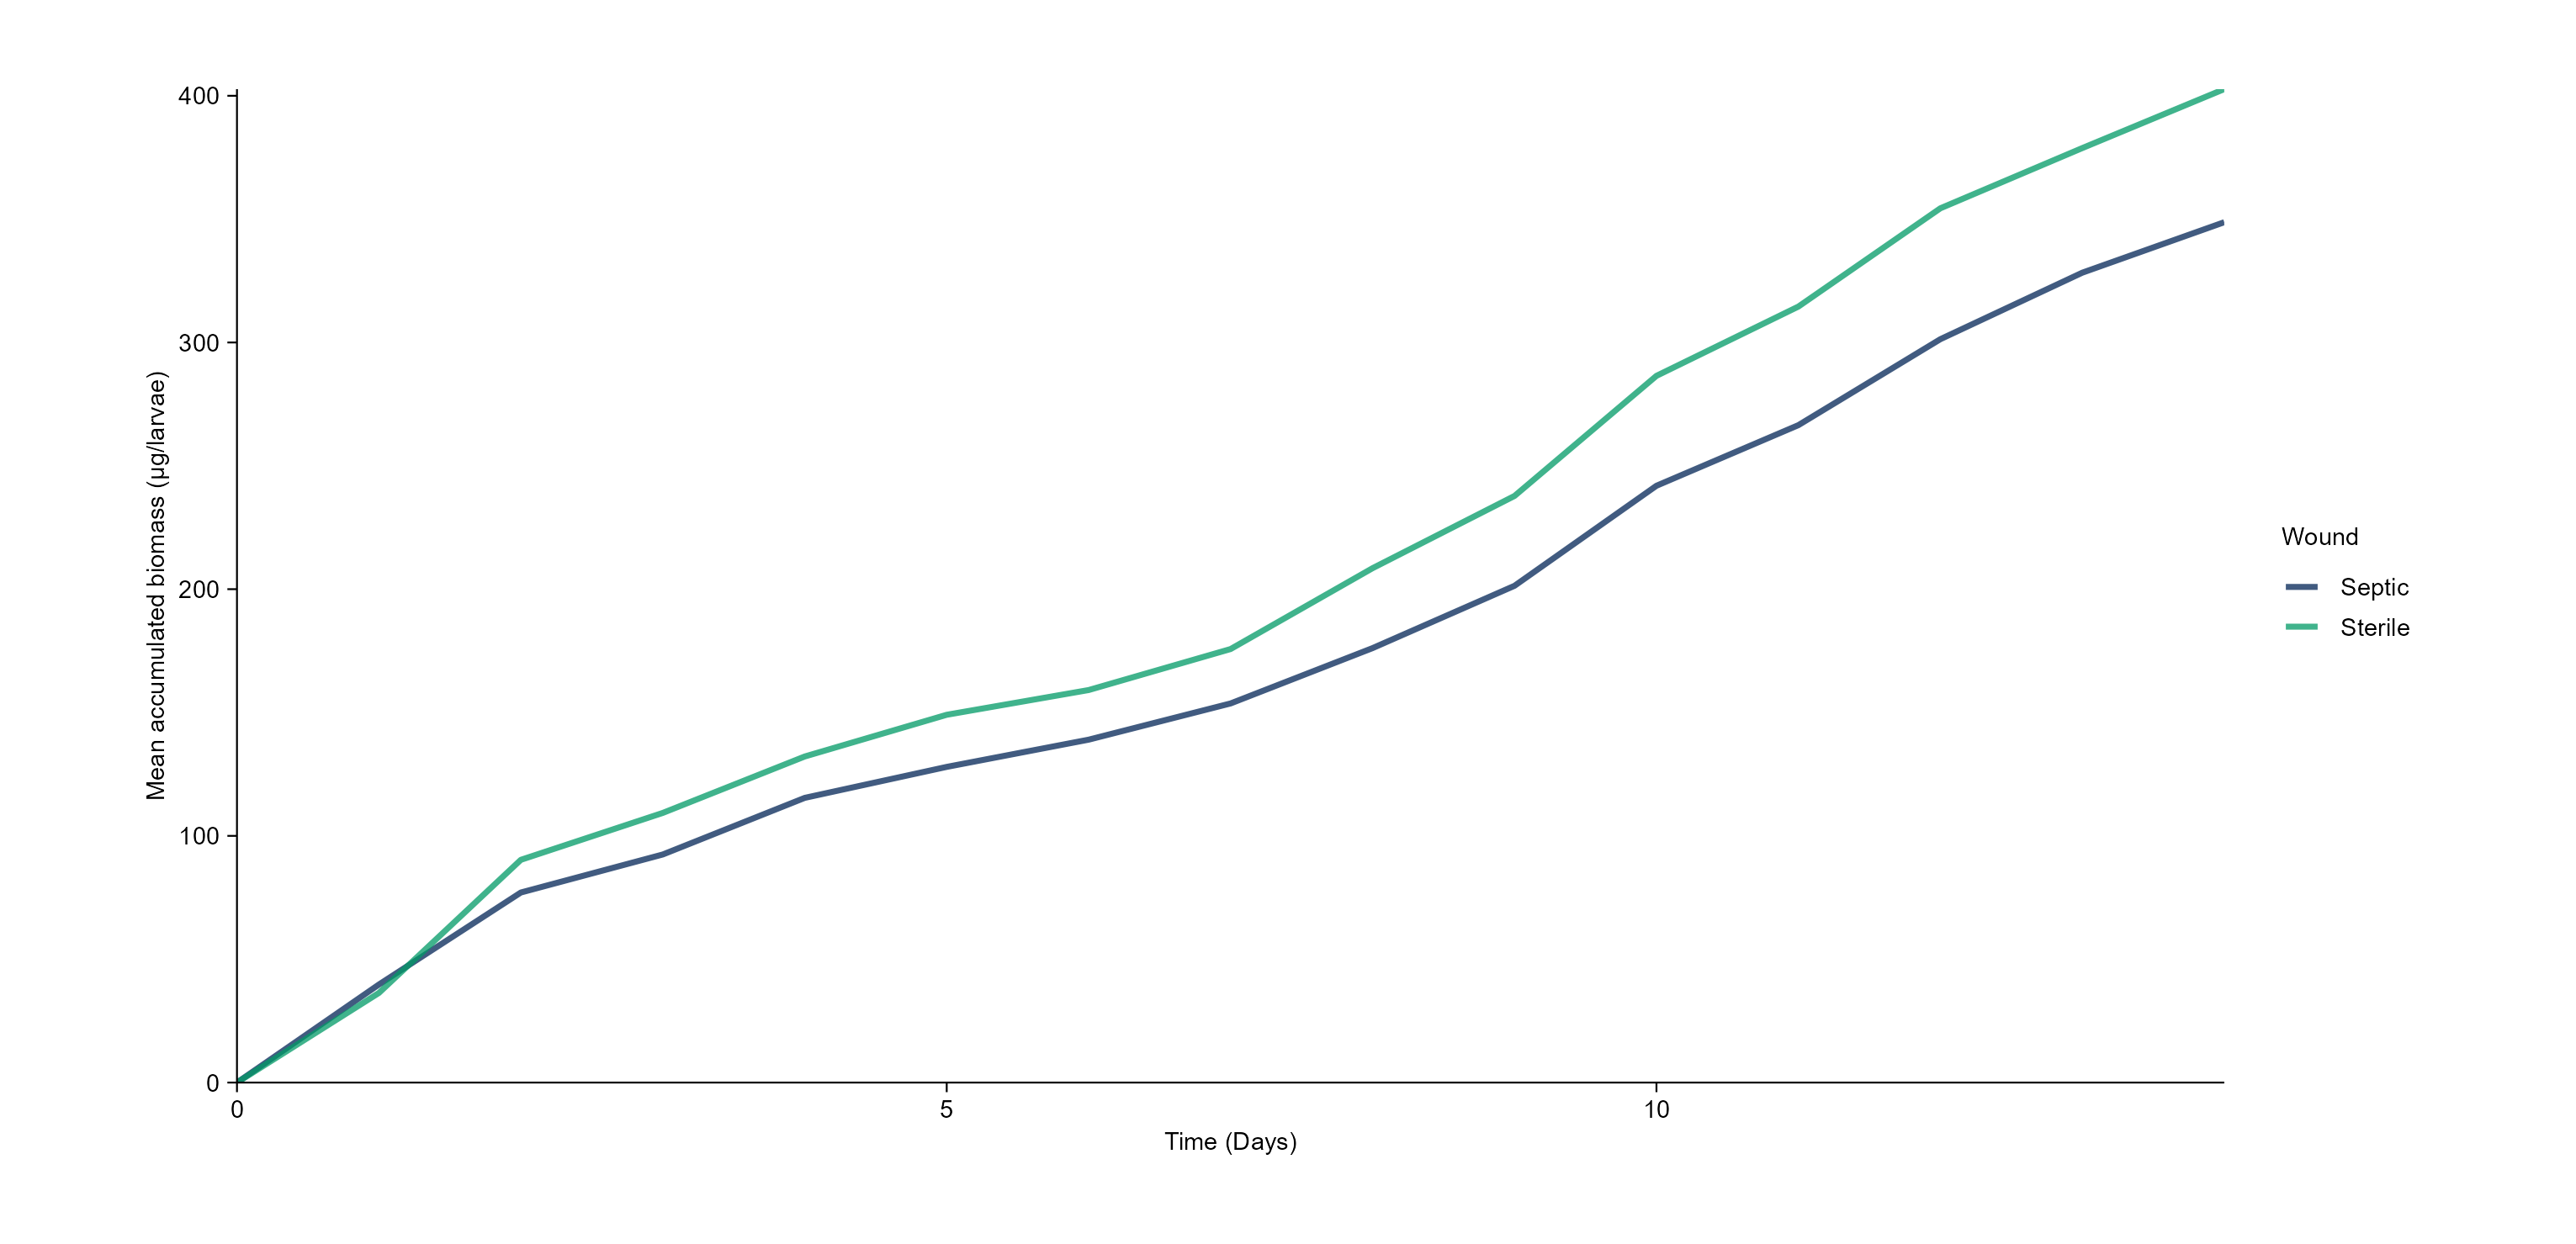 400
300
200
100
0
Mean accumulated biomass (µg/larvae)
0
5
10
Time (Days)
Wound
Septic
Sterile